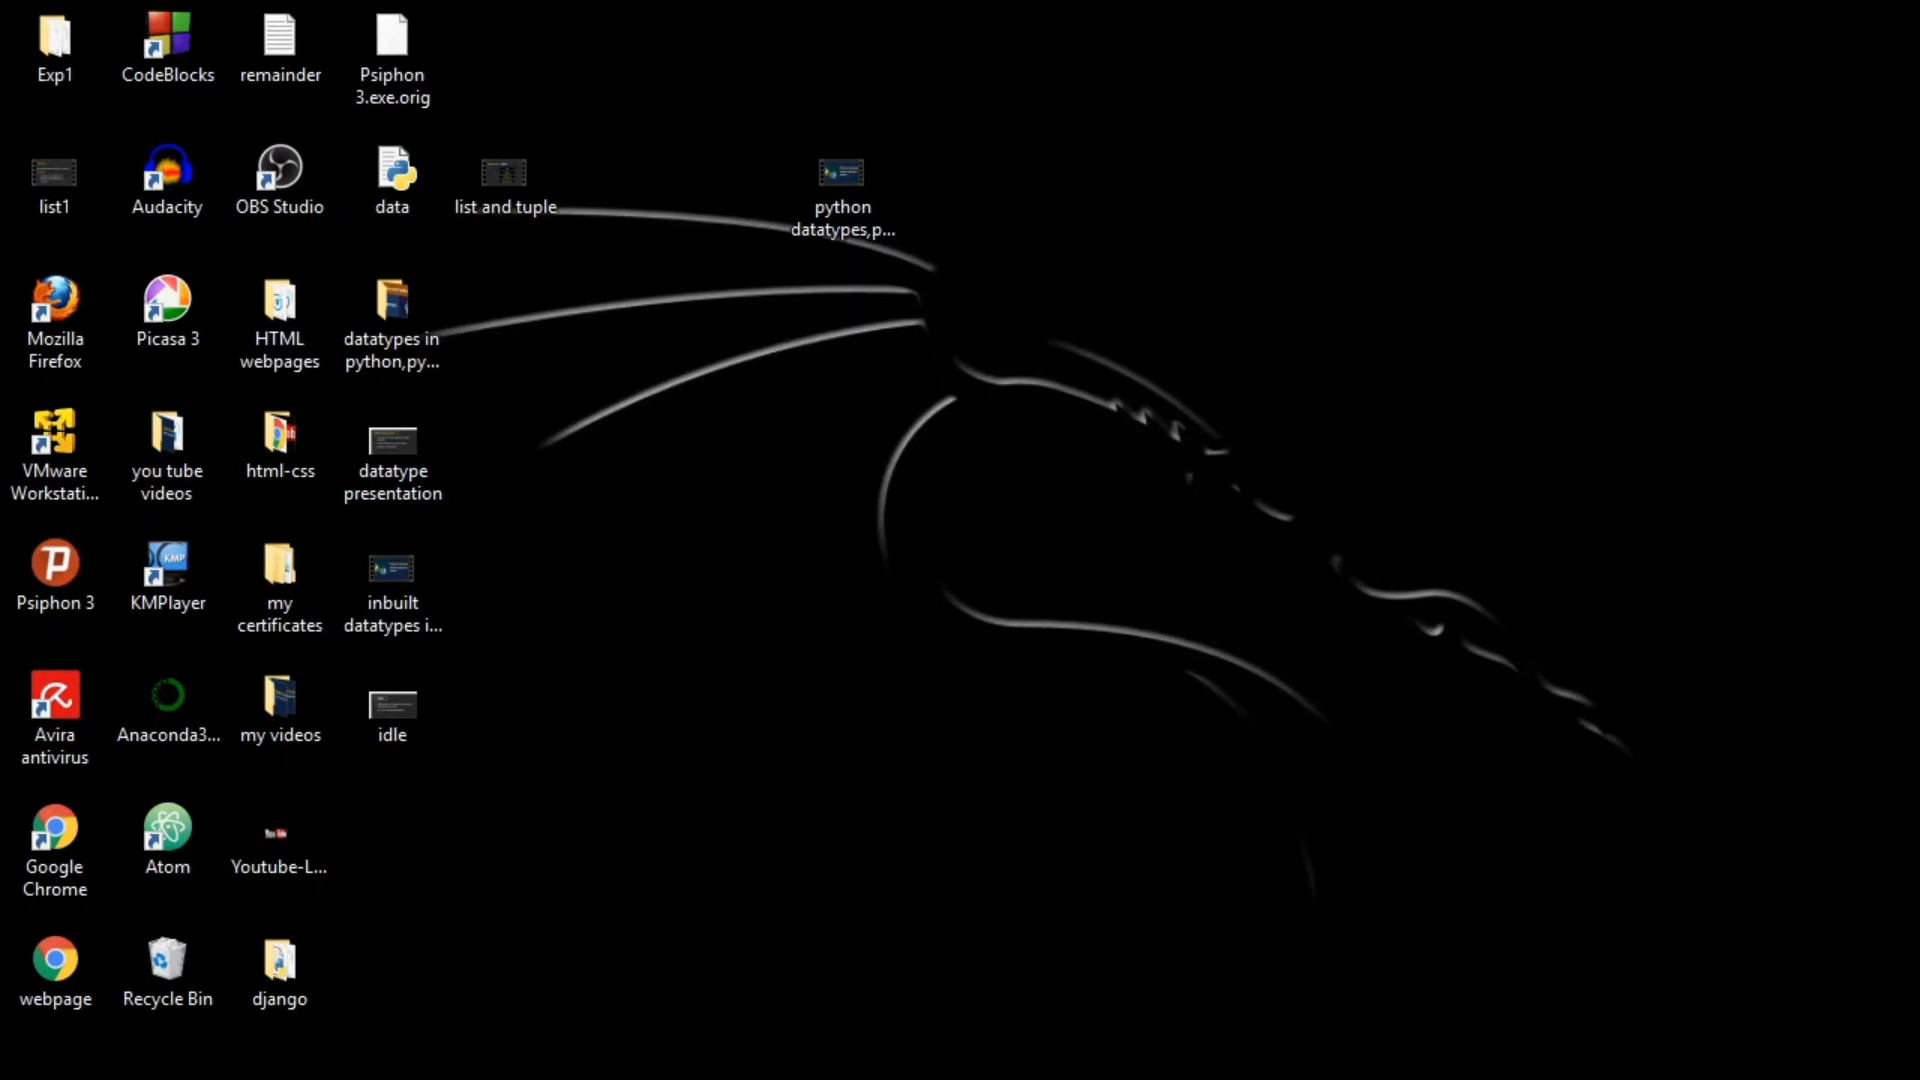 Exp1
CodeBlocks
remainder
Psiphon
3.exe.orig
list1
Audacity
OBS Studio
data
list and tuple
python
datatypes,p...
Mozilla
Firefox
Picasa 3
HTML
webpages
datatypes in
python,py...
VMware
Workstati...
you tube
videos
html-css
datatype
presentation
Psiphon 3
KMPlayer
my
certificates
inbuilt
datatypes i...
Avira
antivirus
Anaconda3...
my videos
idle
Google
Chrome
Atom
Youtube-L...
webpage
Recycle Bin
django